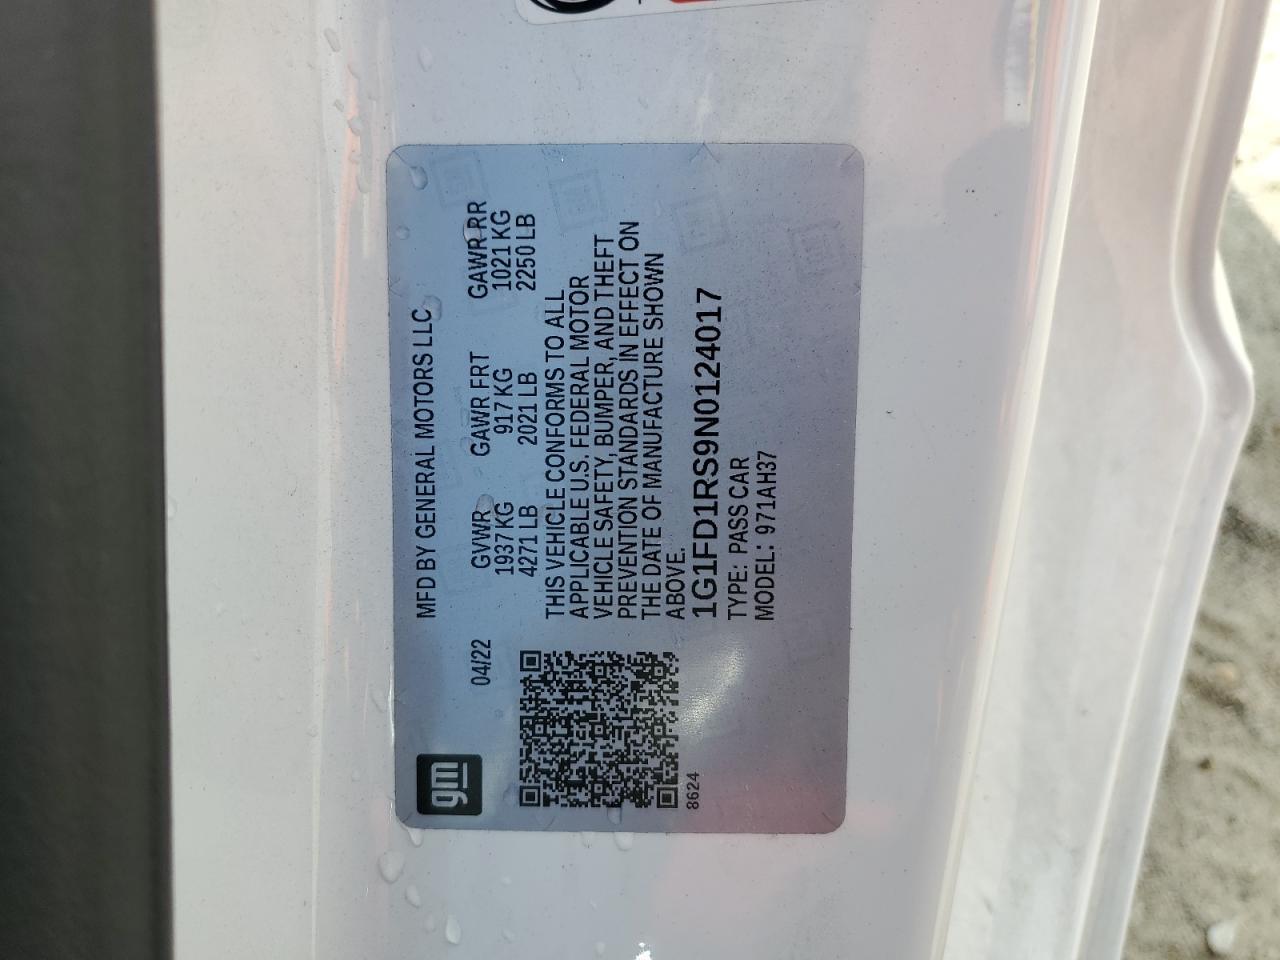 gm
MFD BY GENERAL MOTORS LLC
04/22
GVWR GAWR FRT GAWR RR
1937 KG 917 KG 1021 KG
4271 LB 2021 LB 2250 LB
THIS VEHICLE CONFORMS TO ALL
APPLICABLE U.S. FEDERAL MOTOR
VEHICLE SAFETY, BUMPER, AND THEFT
PREVENTION STANDARDS IN EFFECT ON
THE DATE OF MANUFACTURE SHOWN
ABOVE.
1G1FD1RS9N0124017
TYPE: PASS CAR
MODEL: 971AH37
8624